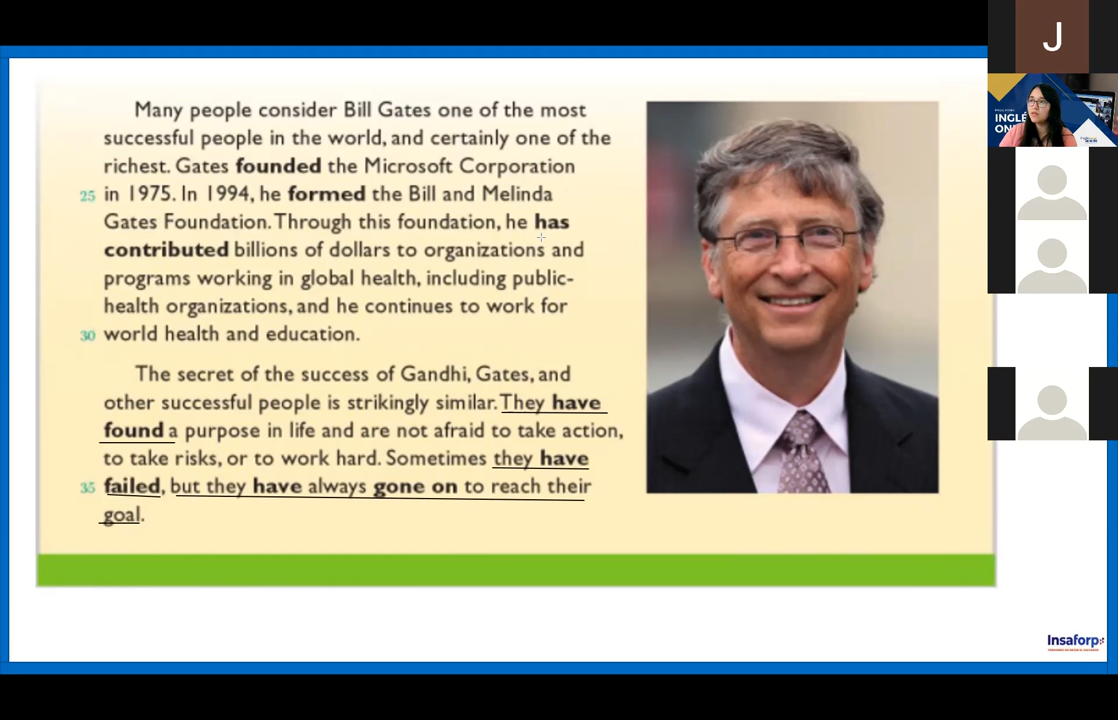 Many people consider Bill Gates one of the most
successful people in the world, and certainly one of the
richest. Gates founded the Microsoft Corporation
25 in 1975. In 1994, he formed the Bill and Melinda
Gates Foundation. Through this foundation, he has
contributed billions of dollars to organizations and
programs working in global health, including public-
health organizations, and he continues to work for
30 world health and education.
The secret of the success of Gandhi, Gates, and
other successful people is strikingly similar. They have
found a purpose in life and are not afraid to take action,
to take risks, or to work hard. Sometimes they have
35 failed, but they have always gone on to reach their
goal.
J
INGLÉ
ON
Insaforp